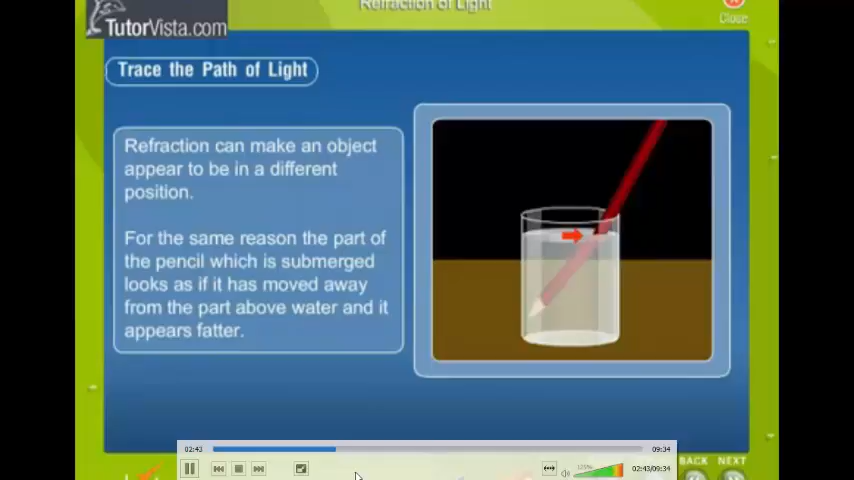 Refraction of Light
Close
TutorVista.com
Trace the Path of Light
Refraction can make an object
appear to be in a different
position.
For the same reason the part of
the pencil which is submerged
looks as if it has moved away
from the part above water and it
appears fatter.
02:43
09:34
125%
02:43/09:34
BACK NEXT